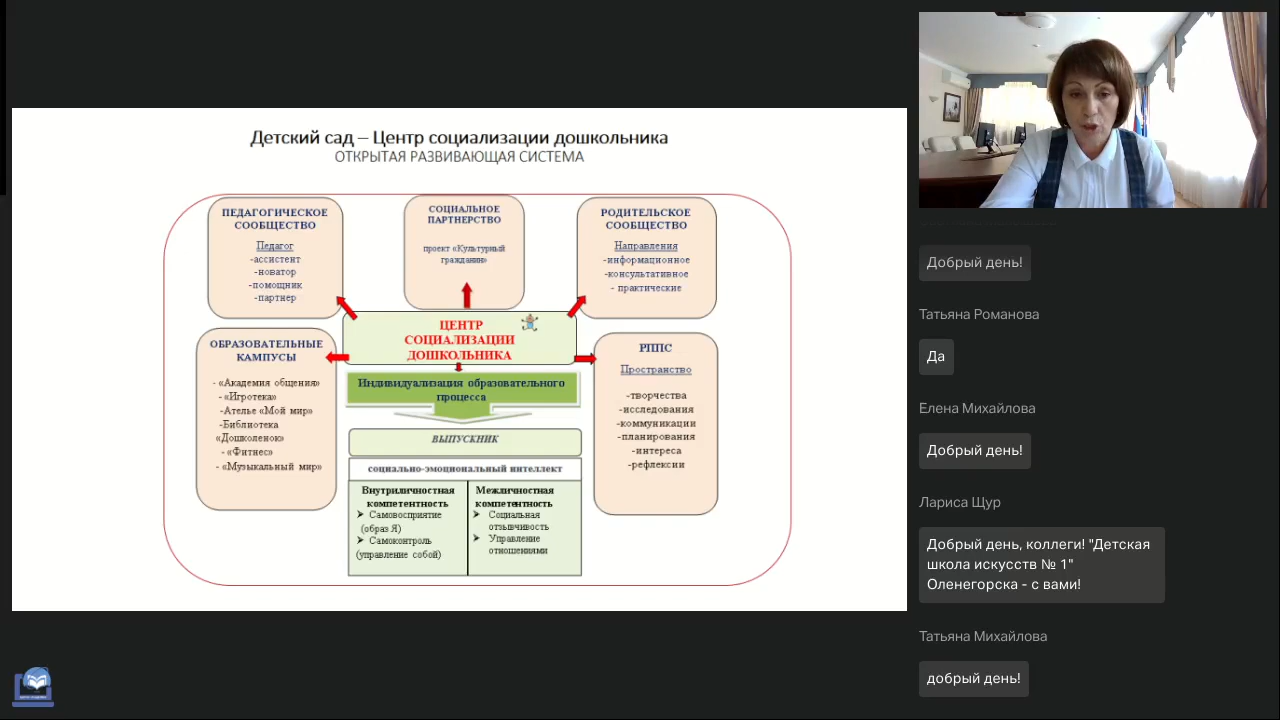 Детский сад – Центр социализации дошкольника
ОТКРЫТАЯ РАЗВИВАЮЩАЯ СИСТЕМА
ПЕДАГОГИЧЕСКОЕ
СООБЩЕСТВО
Педагог
-ассистент
-новатор
-помощник
-партнер
СОЦИАЛЬНОЕ
ПАРТНЕРСТВО
проект «Культурный
гражданин»
РОДИТЕЛЬСКОЕ
СООБЩЕСТВО
Направления
-информационное
-консультативное
- практические
ЦЕНТР
СОЦИАЛИЗАЦИИ
ДОШКОЛЬНИКА
ОБРАЗОВАТЕЛЬНЫЕ
КАМПУСЫ
- «Академия общения»
- «Игротека»
-Ателье «Мой мир»
-Библиотека
«Дошколенок»
- «Фитнес»
- «Музыкальный мир»
Индивидуализация образовательного
процесса
ВЫПУСКНИК
социально-эмоциональный интеллект
Внутриличностная
компетентность
➤ Самовосприятие
(образ Я)
➤ Самоконтроль
(управление собой)
Межличностная
компетентность
➤ Социальная
отзывчивость
➤ Управление
отношениями
РППС
Пространство
-творчества
-исследования
-коммуникации
-планирования
-интереса
-рефлексии
Добрый день!
Татьяна Романова
Да
Елена Михайлова
Добрый день!
Лариса Щур
Добрый день, коллеги! "Детская
школа искусств № 1"
Оленегорска - с вами!
Татьяна Михайлова
добрый день!